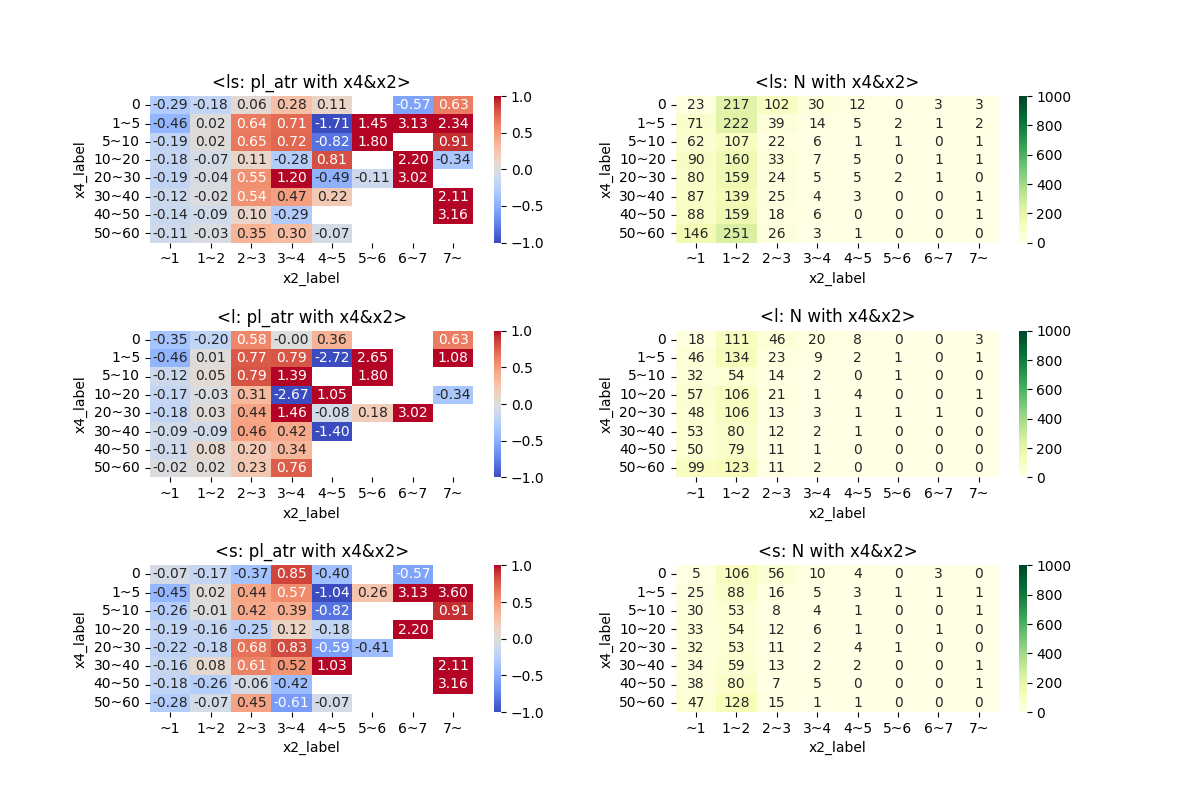 <ls: pl_atr with x4&x2>
x4_label
0 -0.29 -0.18 0.06 0.28 0.11 -0.57 0.63 1.0
1~5 -0.46 0.02 0.64 0.71 -1.71 1.45 3.13 2.34
5~10 -0.19 0.02 0.65 0.72 -0.82 1.80 0.91 0.5
10~20 -0.18 -0.07 0.11 -0.28 0.81 2.20 -0.34
0.0
20~30 -0.19 -0.04 0.55 1.20 -0.49 -0.11 3.02
30~40 -0.12 -0.02 0.54 0.47 0.22 2.11 −0.5
40~50 -0.14 -0.09 0.10 -0.29 3.16
50~60 -0.11 -0.03 0.35 0.30 -0.07 −1.0
~1 1~2 2~3 3~4 4~5 5~6 6~7 7~
x2_label
<ls: N with x4&x2>
x4_label
0 23 217 102 30 12 0 3 3 1000
1~5 71 222 39 14 5 2 1 2 800
5~10 62 107 22 6 1 1 0 1
10~20 90 160 33 7 5 0 1 1 600
20~30 80 159 24 5 5 2 1 0 400
30~40 87 139 25 4 3 0 0 1
40~50 88 159 18 6 0 0 0 1 200
50~60 146 251 26 3 1 0 0 0 0
~1 1~2 2~3 3~4 4~5 5~6 6~7 7~
x2_label
<l: pl_atr with x4&x2>
x4_label
0 -0.35 -0.20 0.58 -0.00 0.36 0.63 1.0
1~5 -0.46 0.01 0.77 0.79 -2.72 2.65 1.08
5~10 -0.12 0.05 0.79 1.39 1.80 0.5
10~20 -0.17 -0.03 0.31 -2.67 1.05 -0.34
0.0
20~30 -0.18 0.03 0.44 1.46 -0.08 0.18 3.02
30~40 -0.09 -0.09 0.46 0.42 -1.40 −0.5
40~50 -0.11 0.08 0.20 0.34
50~60 -0.02 0.02 0.23 0.76 −1.0
~1 1~2 2~3 3~4 4~5 5~6 6~7 7~
x2_label
<l: N with x4&x2>
x4_label
0 18 111 46 20 8 0 0 3 1000
1~5 46 134 23 9 2 1 0 1 800
5~10 32 54 14 2 0 1 0 0
10~20 57 106 21 1 4 0 0 1 600
20~30 48 106 13 3 1 1 1 0 400
30~40 53 80 12 2 1 0 0 0
40~50 50 79 11 1 0 0 0 0 200
50~60 99 123 11 2 0 0 0 0 0
~1 1~2 2~3 3~4 4~5 5~6 6~7 7~
x2_label
<s: pl_atr with x4&x2>
x4_label
0 -0.07 -0.17 -0.37 0.85 -0.40 -0.57 1.0
1~5 -0.45 0.02 0.44 0.57 -1.04 0.26 3.13 3.60
5~10 -0.26 -0.01 0.42 0.39 -0.82 0.91 0.5
10~20 -0.19 -0.16 -0.25 0.12 -0.18 2.20
0.0
20~30 -0.22 -0.18 0.68 0.83 -0.59 -0.41
30~40 -0.16 0.08 0.61 0.52 1.03 2.11 −0.5
40~50 -0.18 -0.26 -0.06 -0.42 3.16
50~60 -0.28 -0.07 0.45 -0.61 -0.07 −1.0
~1 1~2 2~3 3~4 4~5 5~6 6~7 7~
x2_label
<s: N with x4&x2>
x4_label
0 5 106 56 10 4 0 3 0 1000
1~5 25 88 16 5 3 1 1 1 800
5~10 30 53 8 4 1 0 0 1
10~20 33 54 12 6 1 0 1 0 600
20~30 32 53 11 2 4 1 0 0 400
30~40 34 59 13 2 2 0 0 1
40~50 38 80 7 5 0 0 0 1 200
50~60 47 128 15 1 1 0 0 0 0
~1 1~2 2~3 3~4 4~5 5~6 6~7 7~
x2_label